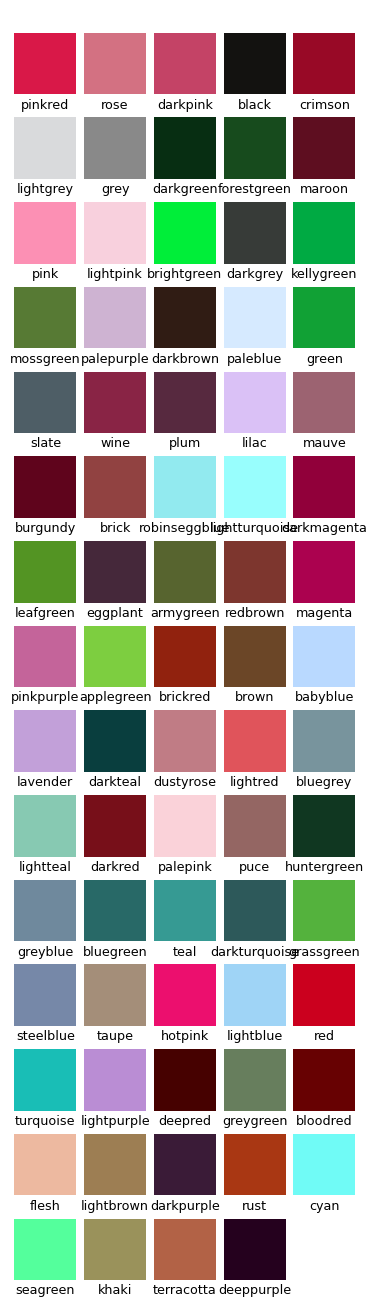 pinkred rose darkpink black crimson
lightgrey grey darkgreen forestgreen maroon
pink lightpink brightgreen darkgrey kellygreen
mossgreen palepurple darkbrown paleblue green
slate wine plum lilac mauve
burgundy brick robinseggblue lightturquoise darkmagenta
leafgreen eggplant armygreen redbrown magenta
pinkpurple applegreen brickred brown babyblue
lavender darkteal dustyrose lightred bluegrey
lightteal darkred palepink puce huntergreen
greyblue bluegreen teal darkturquoise grassgreen
steelblue taupe hotpink lightblue red
turquoise lightpurple deepred greygreen bloodred
flesh lightbrown darkpurple rust cyan
seagreen khaki terracotta deeppurple